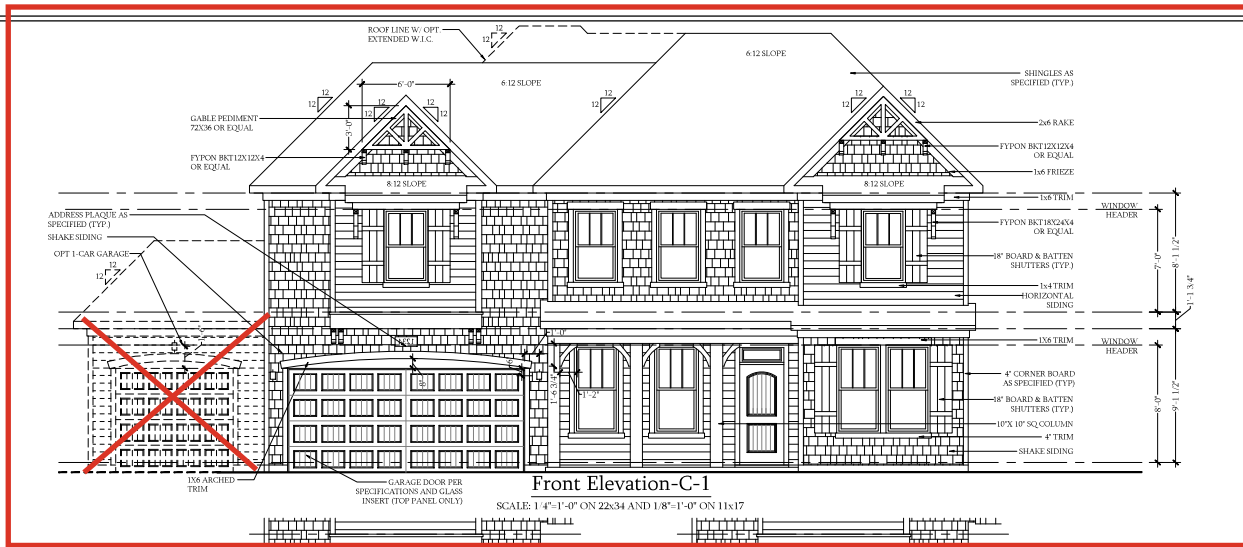 ROOF LINE W/ OPT.
EXTENDED W.I.C.
12
12
6:12 SLOPE
6:12 SLOPE
6'-0"
12
12
12
12
12
12
3'-0"
12
12
12
12
12
12
SHINGLES AS
SPECIFIED (TYP.)
GABLE PEDIMENT
72X36 OR EQUAL
2x6 RAKE
FYPON BKT12X12X4
OR EQUAL
FYPON BKT12X12X4
OR EQUAL
1x6 FRIEZE
8:12 SLOPE
8:12 SLOPE
1x6 TRIM
WINDOW
HEADER
ADDRESS PLAQUE AS
SPECIFIED (TYP.)
SHAKE SIDING
OPT 1-CAR GARAGE
12
12
FYPON BKT18X24X4
OR EQUAL
18" BOARD & BATTEN
SHUTTERS (TYP.)
1x4 TRIM
HORIZONTAL
SIDING
7'-0"
8'-1 1/2"
1'-1 3/4"
1X6 TRIM
WINDOW
HEADER
1234
1'-0"
8"
1'-6 3/4"
1'-2"
4" CORNER BOARD
AS SPECIFIED (TYP)
18" BOARD & BATTEN
SHUTTERS (TYP.)
10"X 10" SQ COLUMN
4" TRIM
SHAKE SIDING
8'-0"
9'-1 1/2"
1X6 ARCHED
TRIM
GARAGE DOOR PER
SPECIFICATIONS AND GLASS
INSERT (TOP PANEL ONLY)
Front Elevation-C-1
SCALE: 1/4"=1'-0" ON 22x34 AND 1/8"=1'-0" ON 11x17